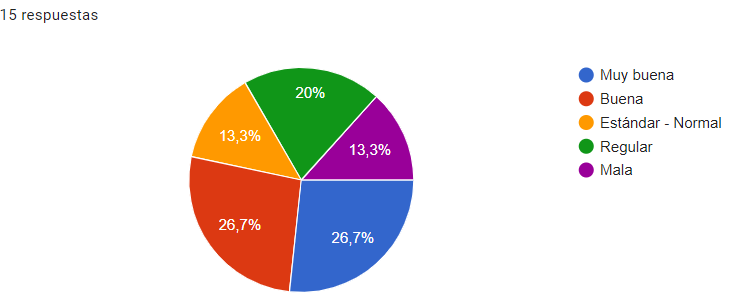 15 respuestas
20%
13,3%
13,3%
26,7%
26,7%
Muy buena
Buena
Estándar - Normal
Regular
Mala